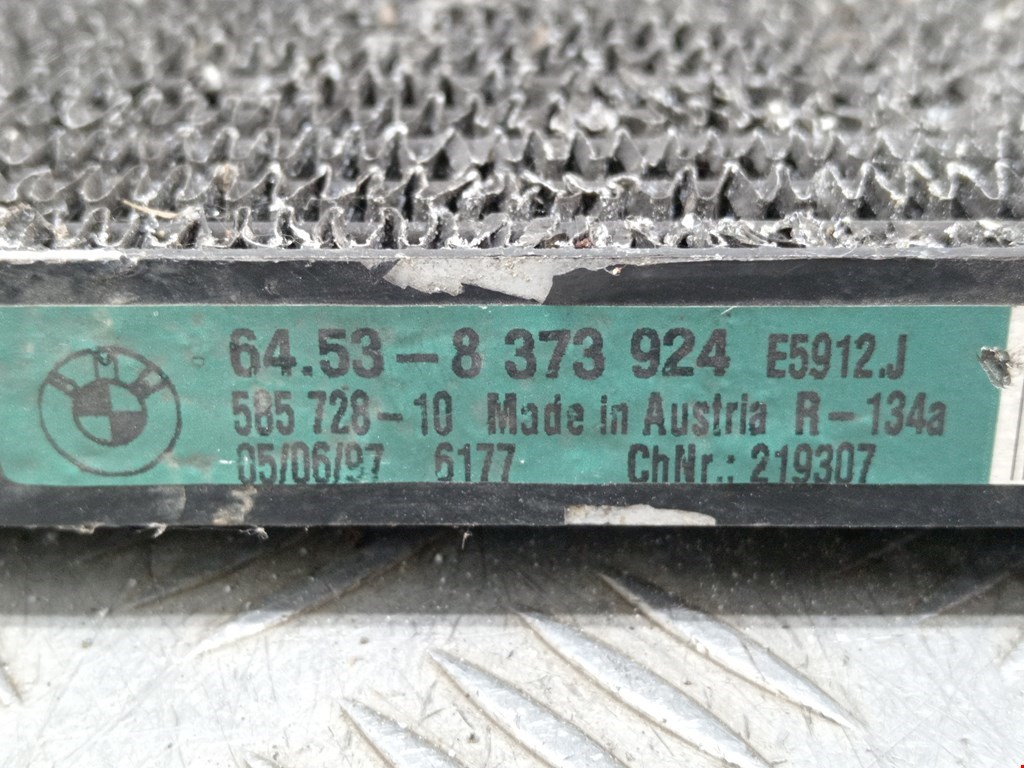 64.53-8 373 924 E5912.J
585 728-10 Made in Austria R-134a
05/06/97 6177 ChNr.: 219307